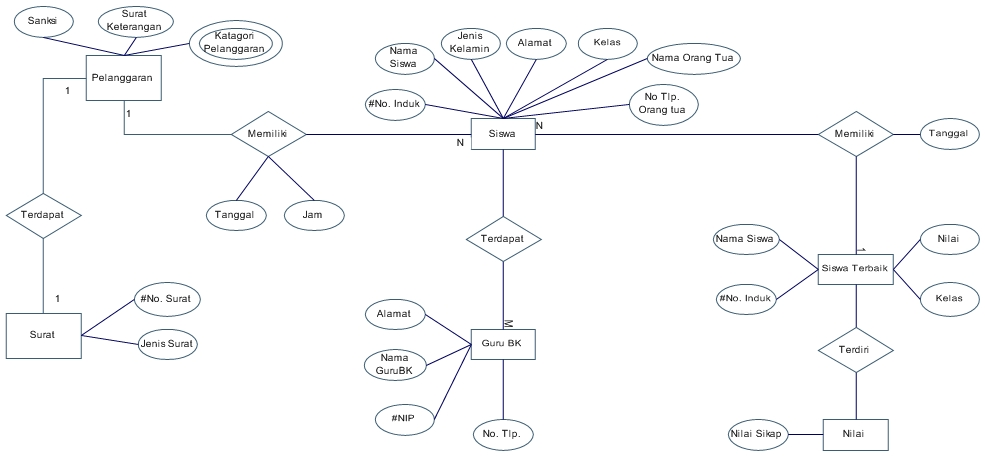 Sanksi
Surat
Keterangan
Katagori
Pelanggaran
Pelanggaran
1
1
Memiliki
Tanggal
Jam
Terdapat
1
Surat
#No. Surat
Jenis Surat
Nama
Siswa
Jenis
Kelamin
Alamat
Kelas
Nama Orang Tua
#No. Induk
No Tlp.
Orang tua
Siswa
N
N
Terdapat
M
Guru BK
Alamat
Nama
GuruBK
#NIP
No. Tlp.
Memiliki
Tanggal
1
Siswa Terbaik
Nama Siswa
#No. Induk
Nilai
Kelas
Terdiri
Nilai
Nilai Sikap